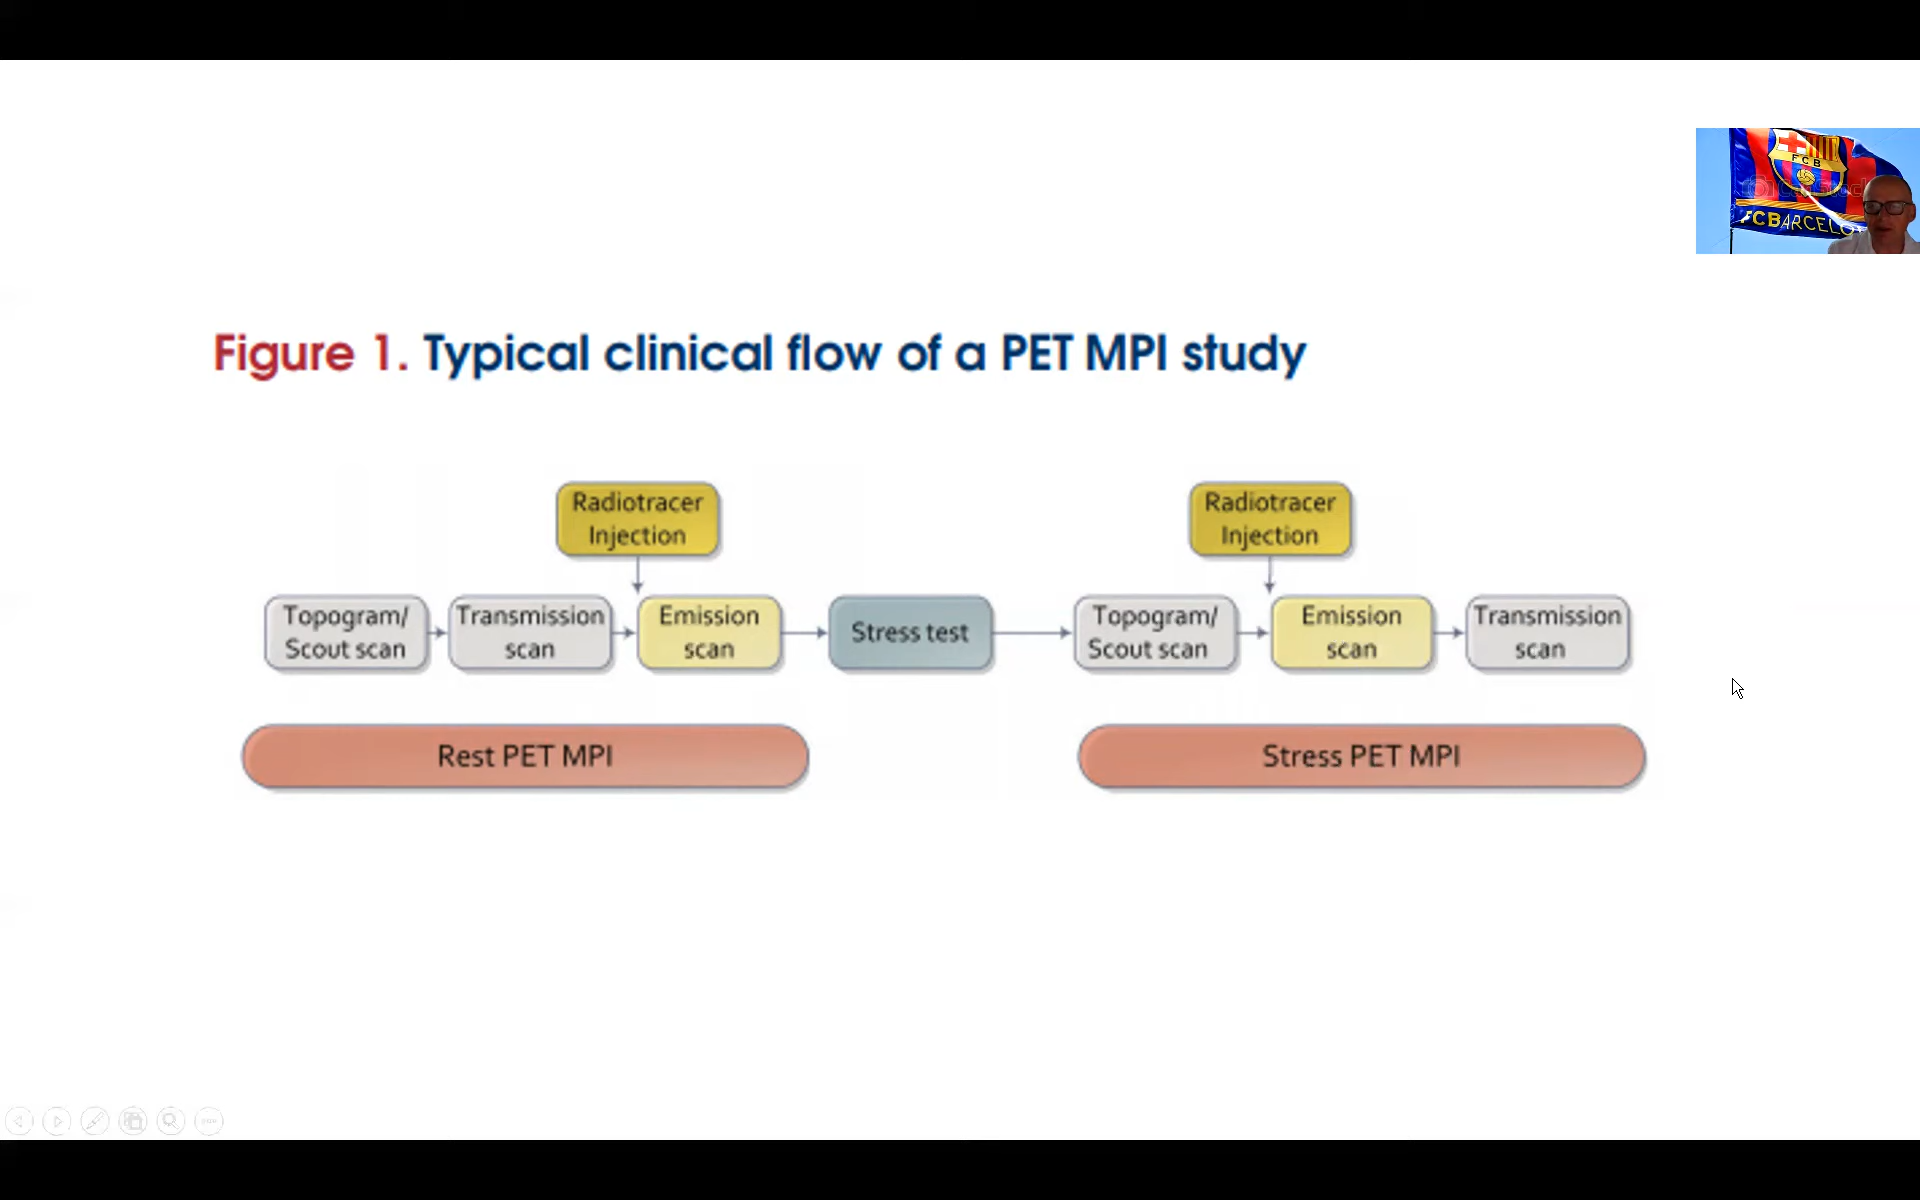 FCB
FCBARCELO
Figure 1. Typical clinical flow of a PET MPI study
Radiotracer
Injection
Radiotracer
Injection
Topogram/
Scout scan
Transmission
scan
Emission
scan
Stress test
Topogram/
Scout scan
Emission
scan
Transmission
scan
Rest PET MPI
Stress PET MPI